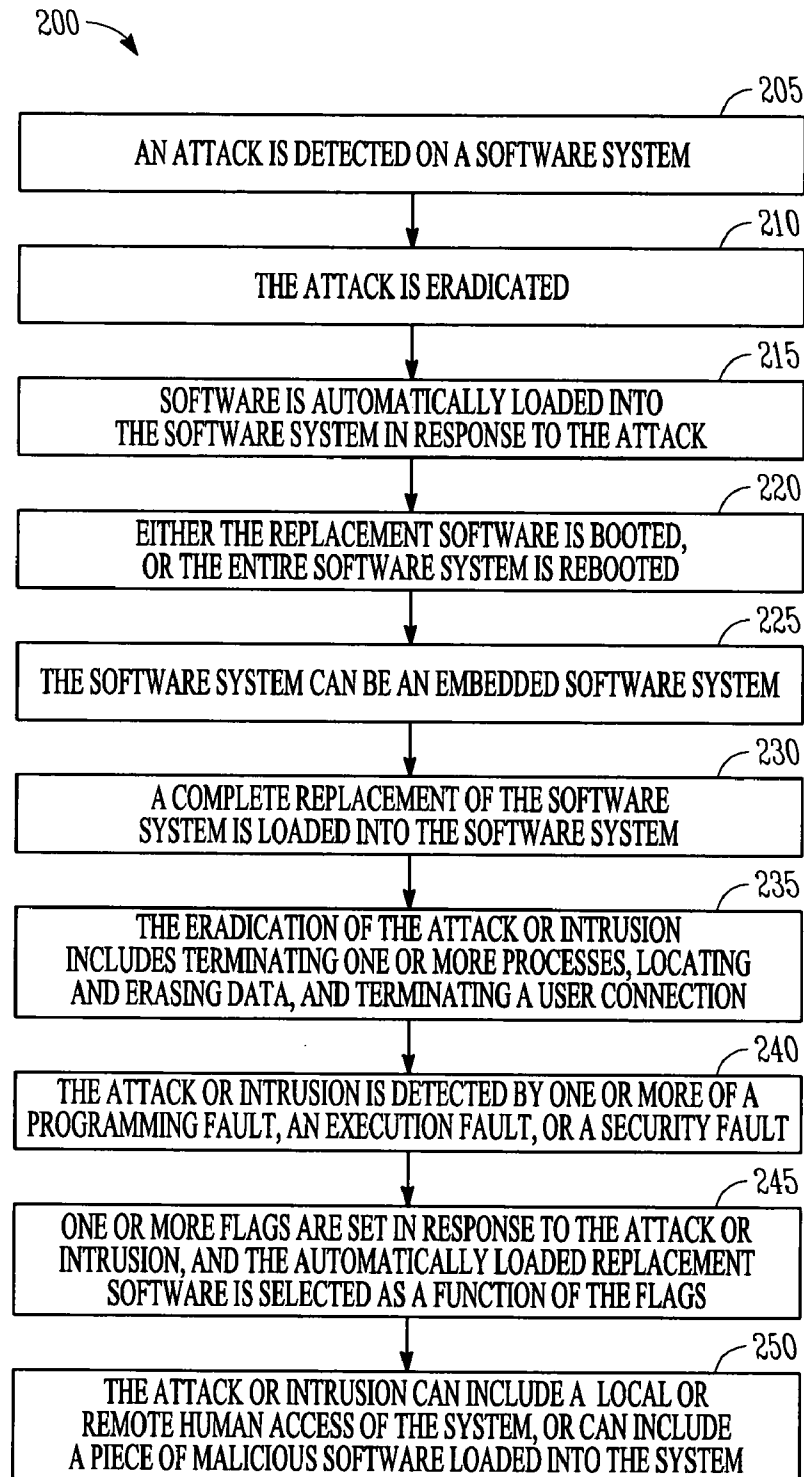 200
205
AN ATTACK IS DETECTED ON A SOFTWARE SYSTEM
210
THE ATTACK IS ERADICATED
215
SOFTWARE IS AUTOMATICALLY LOADED INTO
THE SOFTWARE SYSTEM IN RESPONSE TO THE ATTACK
220
EITHER THE REPLACEMENT SOFTWARE IS BOOTED,
OR THE ENTIRE SOFTWARE SYSTEM IS REBOOTED
225
THE SOFTWARE SYSTEM CAN BE AN EMBEDDED SOFTWARE SYSTEM
230
A COMPLETE REPLACEMENT OF THE SOFTWARE
SYSTEM IS LOADED INTO THE SOFTWARE SYSTEM
235
THE ERADICATION OF THE ATTACK OR INTRUSION
INCLUDES TERMINATING ONE OR MORE PROCESSES, LOCATING
AND ERASING DATA, AND TERMINATING A USER CONNECTION
240
THE ATTACK OR INTRUSION IS DETECTED BY ONE OR MORE OF A
PROGRAMMING FAULT, AN EXECUTION FAULT, OR A SECURITY FAULT
245
ONE OR MORE FLAGS ARE SET IN RESPONSE TO THE ATTACK OR
INTRUSION, AND THE AUTOMATICALLY LOADED REPLACEMENT
SOFTWARE IS SELECTED AS A FUNCTION OF THE FLAGS
250
THE ATTACK OR INTRUSION CAN INCLUDE A LOCAL OR
REMOTE HUMAN ACCESS OF THE SYSTEM, OR CAN INCLUDE
A PIECE OF MALICIOUS SOFTWARE LOADED INTO THE SYSTEM